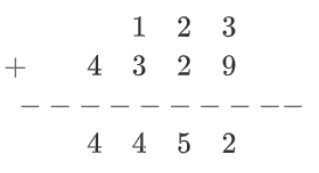 1 2 3
+ 4 3 2 9
— — — — — — — — — —
4 4 5 2